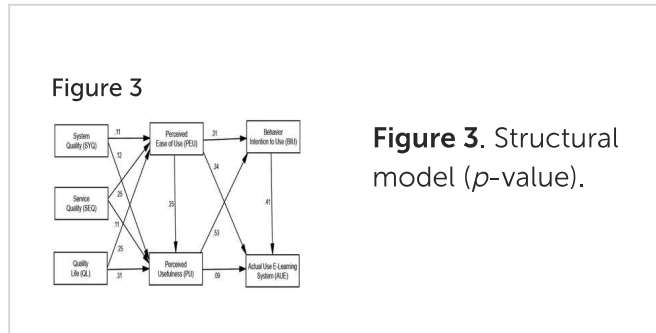 Figure 3
System
Quality (SYQ)
.11
Perceived
Ease of Use (PEU)
.31
Behavior
Intention to Use (BIU)
.12
.34
Service
Quality (SEQ)
.25
.25
.41
.11
.53
.25
Quality
Life (QL)
.31
Perceived
Usefulness (PU)
.09
Actual Use E-Learning
System (AUE)
Figure 3. Structural
model (p-value).